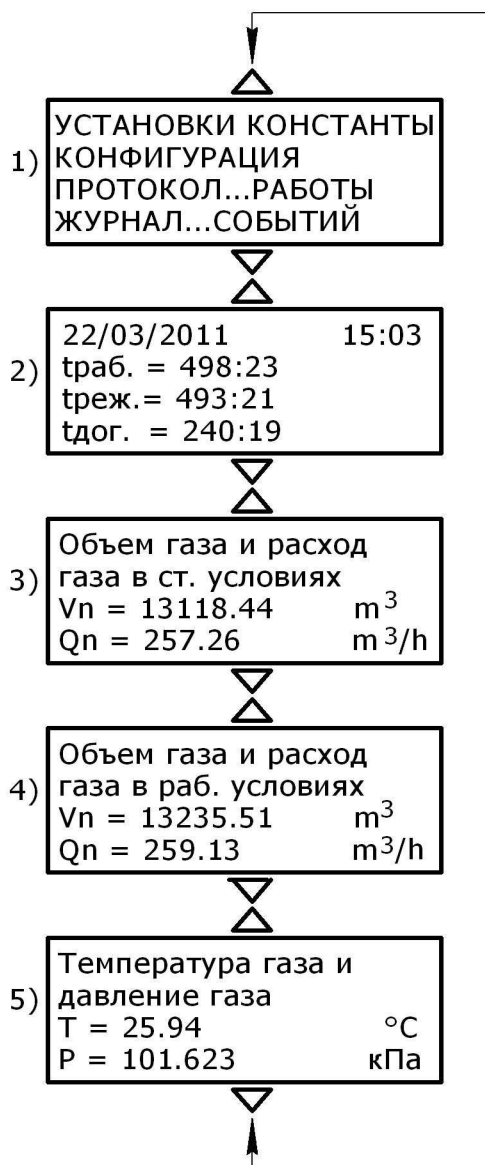 1)
УСТАНОВКИ КОНСТАНТЫ
КОНФИГУРАЦИЯ
ПРОТОКОЛ...РАБОТЫ
ЖУРНАЛ...СОБЫТИЙ
2)
22/03/2011 15:03
tраб. = 498:23
tреж.= 493:21
tдог. = 240:19
3)
Объем газа и расход
газа в ст. условиях
Vn = 13118.44 m³
Qn = 257.26 m³/h
4)
Объем газа и расход
газа в раб. условиях
Vn = 13235.51 m³
Qn = 259.13 m³/h
5)
Температура газа и
давление газа
T = 25.94 °C
P = 101.623 кПа